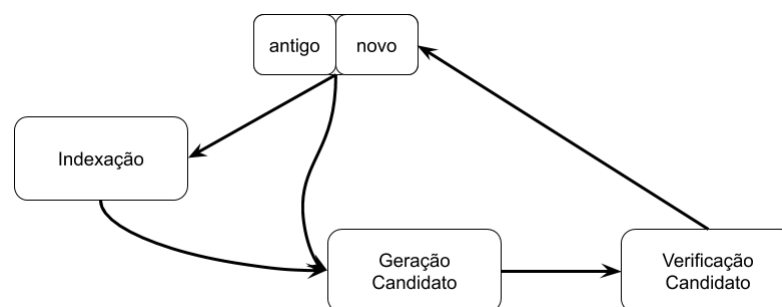 antigo novo
Indexação
Geração
Candidato
Verificação
Candidato